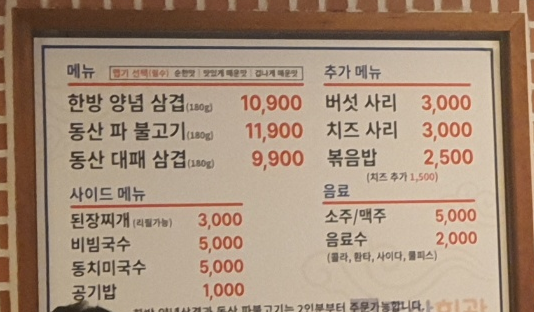 메뉴 맵기 선택(필수) 순한맛 | 맛있게 매운맛 | 겁나게 매운맛
한방 양념 삼겹(180g) 10,900
동산 파 불고기(180g) 11,900
동산 대패 삼겹(180g) 9,900
사이드 메뉴
된장찌개(리필가능) 3,000
비빔국수 5,000
동치미국수 5,000
공기밥 1,000
추가 메뉴
버섯 사리 3,000
치즈 사리 3,000
볶음밥 2,500
(치즈 추가 1,500)
음료
소주/맥주 5,000
음료수 2,000
(콜라, 환타, 사이다, 쿨피스)
한방 양념삼겹과 동산 파불고기는 2인분부터 주문가능합니다.